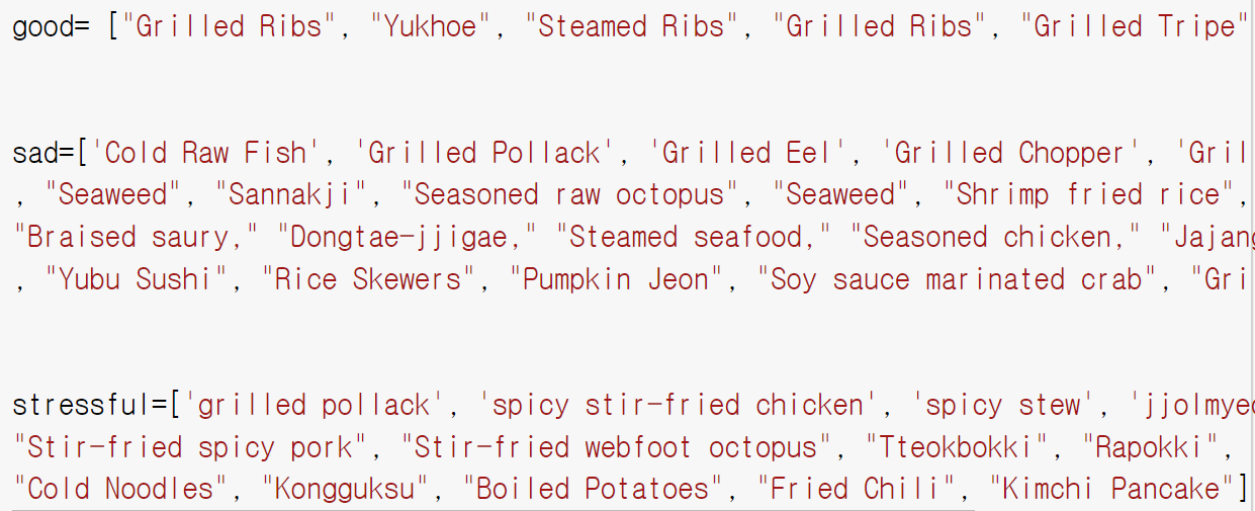 good= ["Grilled Ribs", "Yukhoe", "Steamed Ribs", "Grilled Ribs", "Grilled Tripe"
sad=['Cold Raw Fish', 'Grilled Pollack', 'Grilled Eel', 'Grilled Chopper', 'Gril
, "Seaweed", "Sannakji", "Seasoned raw octopus", "Seaweed", "Shrimp fried rice",
"Braised saury," "Dongtae-jjigae," "Steamed seafood," "Seasoned chicken," "Jajang
, "Yubu Sushi", "Rice Skewers", "Pumpkin Jeon", "Soy sauce marinated crab", "Gri
stressful=['grilled pollack', 'spicy stir-fried chicken', 'spicy stew', 'jjolmyeo
"Stir-fried spicy pork", "Stir-fried webfoot octopus", "Tteokbokki", "Rapokki",
"Cold Noodles", "Kongguksu", "Boiled Potatoes", "Fried Chili", "Kimchi Pancake"]